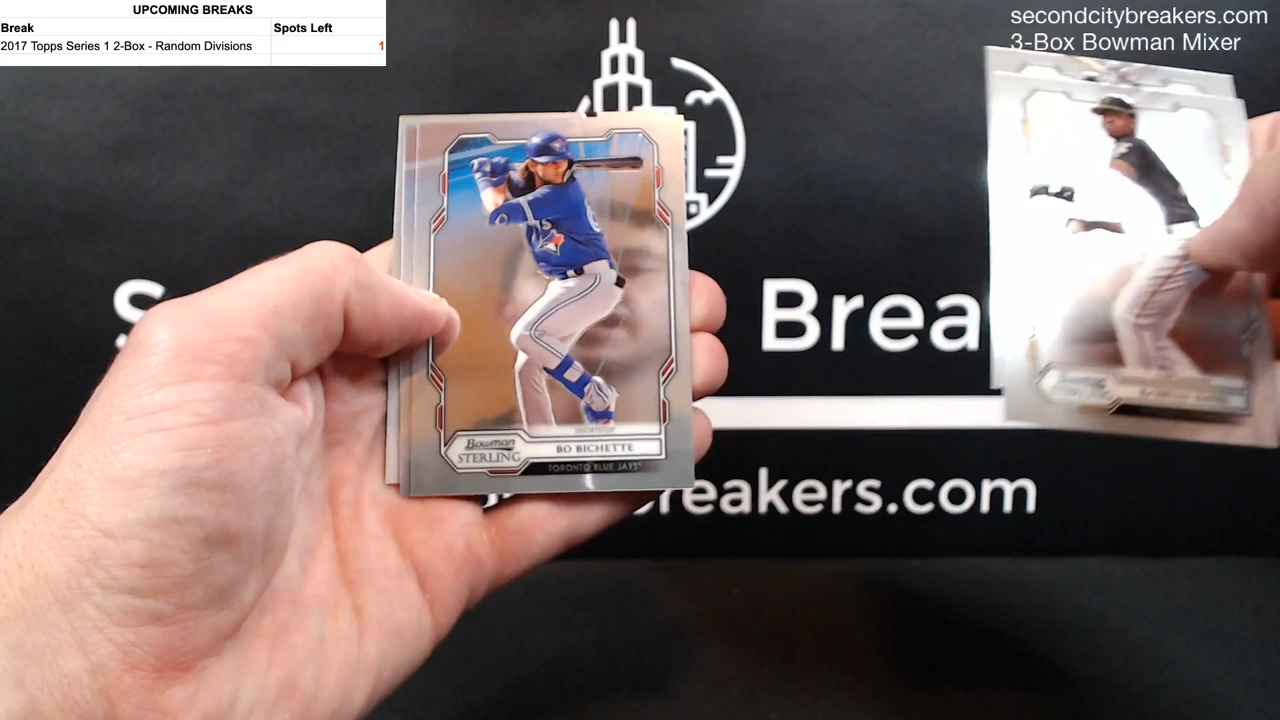 UPCOMING BREAKS
Break Spots Left
2017 Topps Series 1 2-Box - Random Divisions 1
secondcitybreakers.com
3-Box Bowman Mixer
S Brea
reakers.com
Bowman
STERLING
SHORTSTOP
BO BICHETTE
TORONTO BLUE JAYS